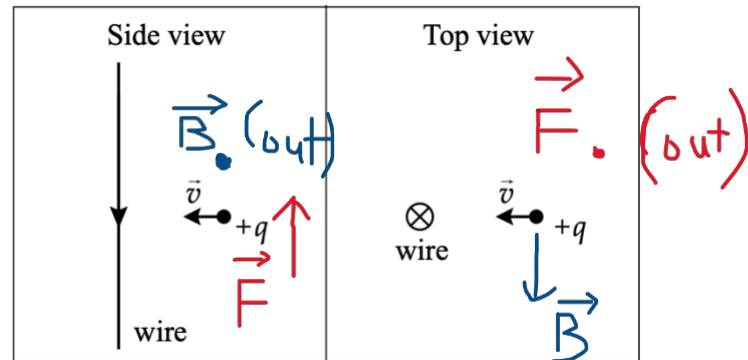 Side view
B⃗ • (out)
v⃗
+q
F⃗
wire
Top view
F⃗ • (out)
v⃗
+q
wire
B⃗